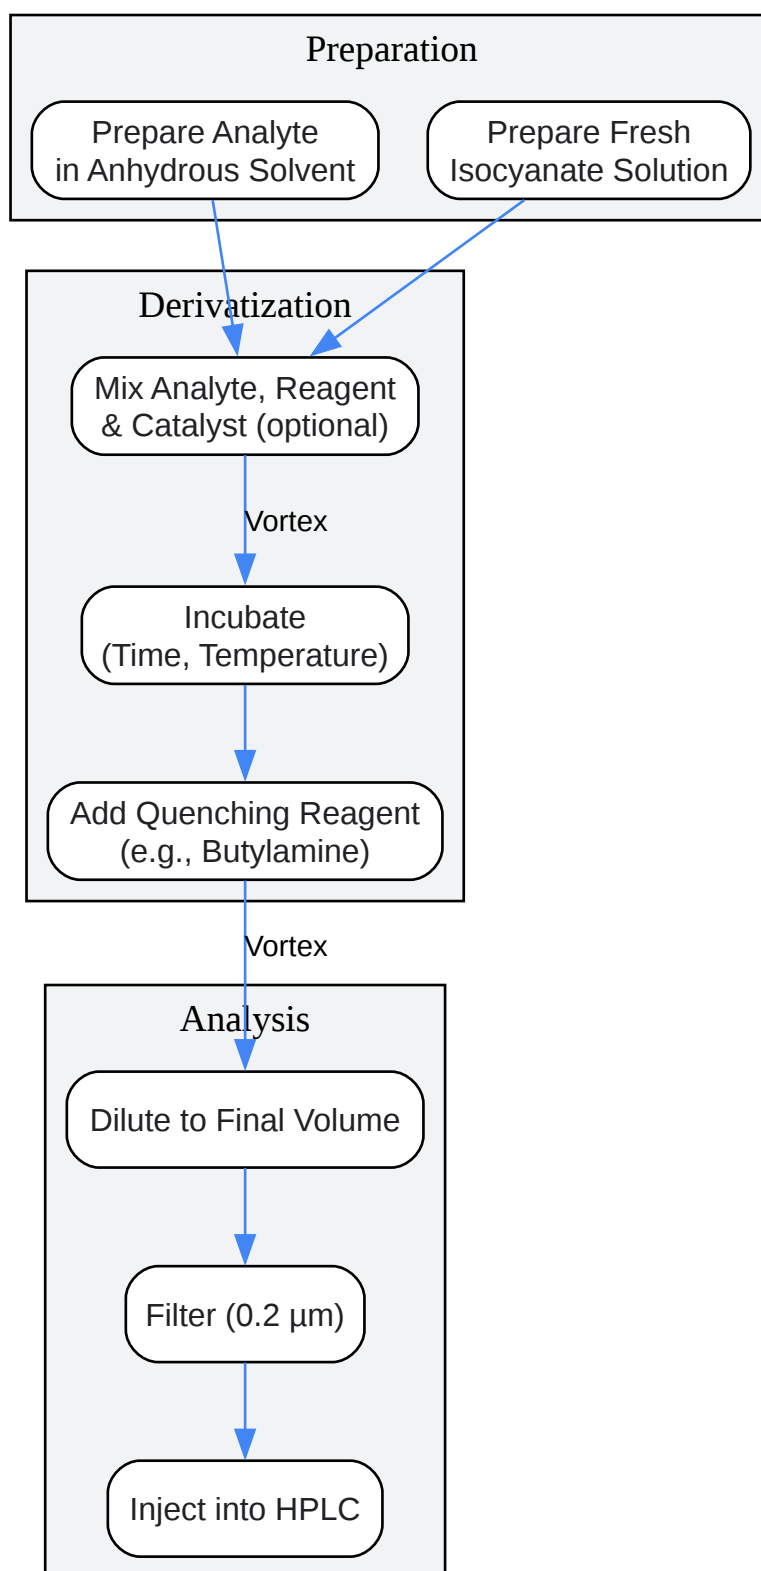 Preparation
Prepare Analyte
in Anhydrous Solvent
Prepare Fresh
Isocyanate Solution
Derivatization
Mix Analyte, Reagent
& Catalyst (optional)
Vortex
Incubate
(Time, Temperature)
Add Quenching Reagent
(e.g., Butylamine)
Vortex
Analysis
Dilute to Final Volume
Filter (0.2 µm)
Inject into HPLC